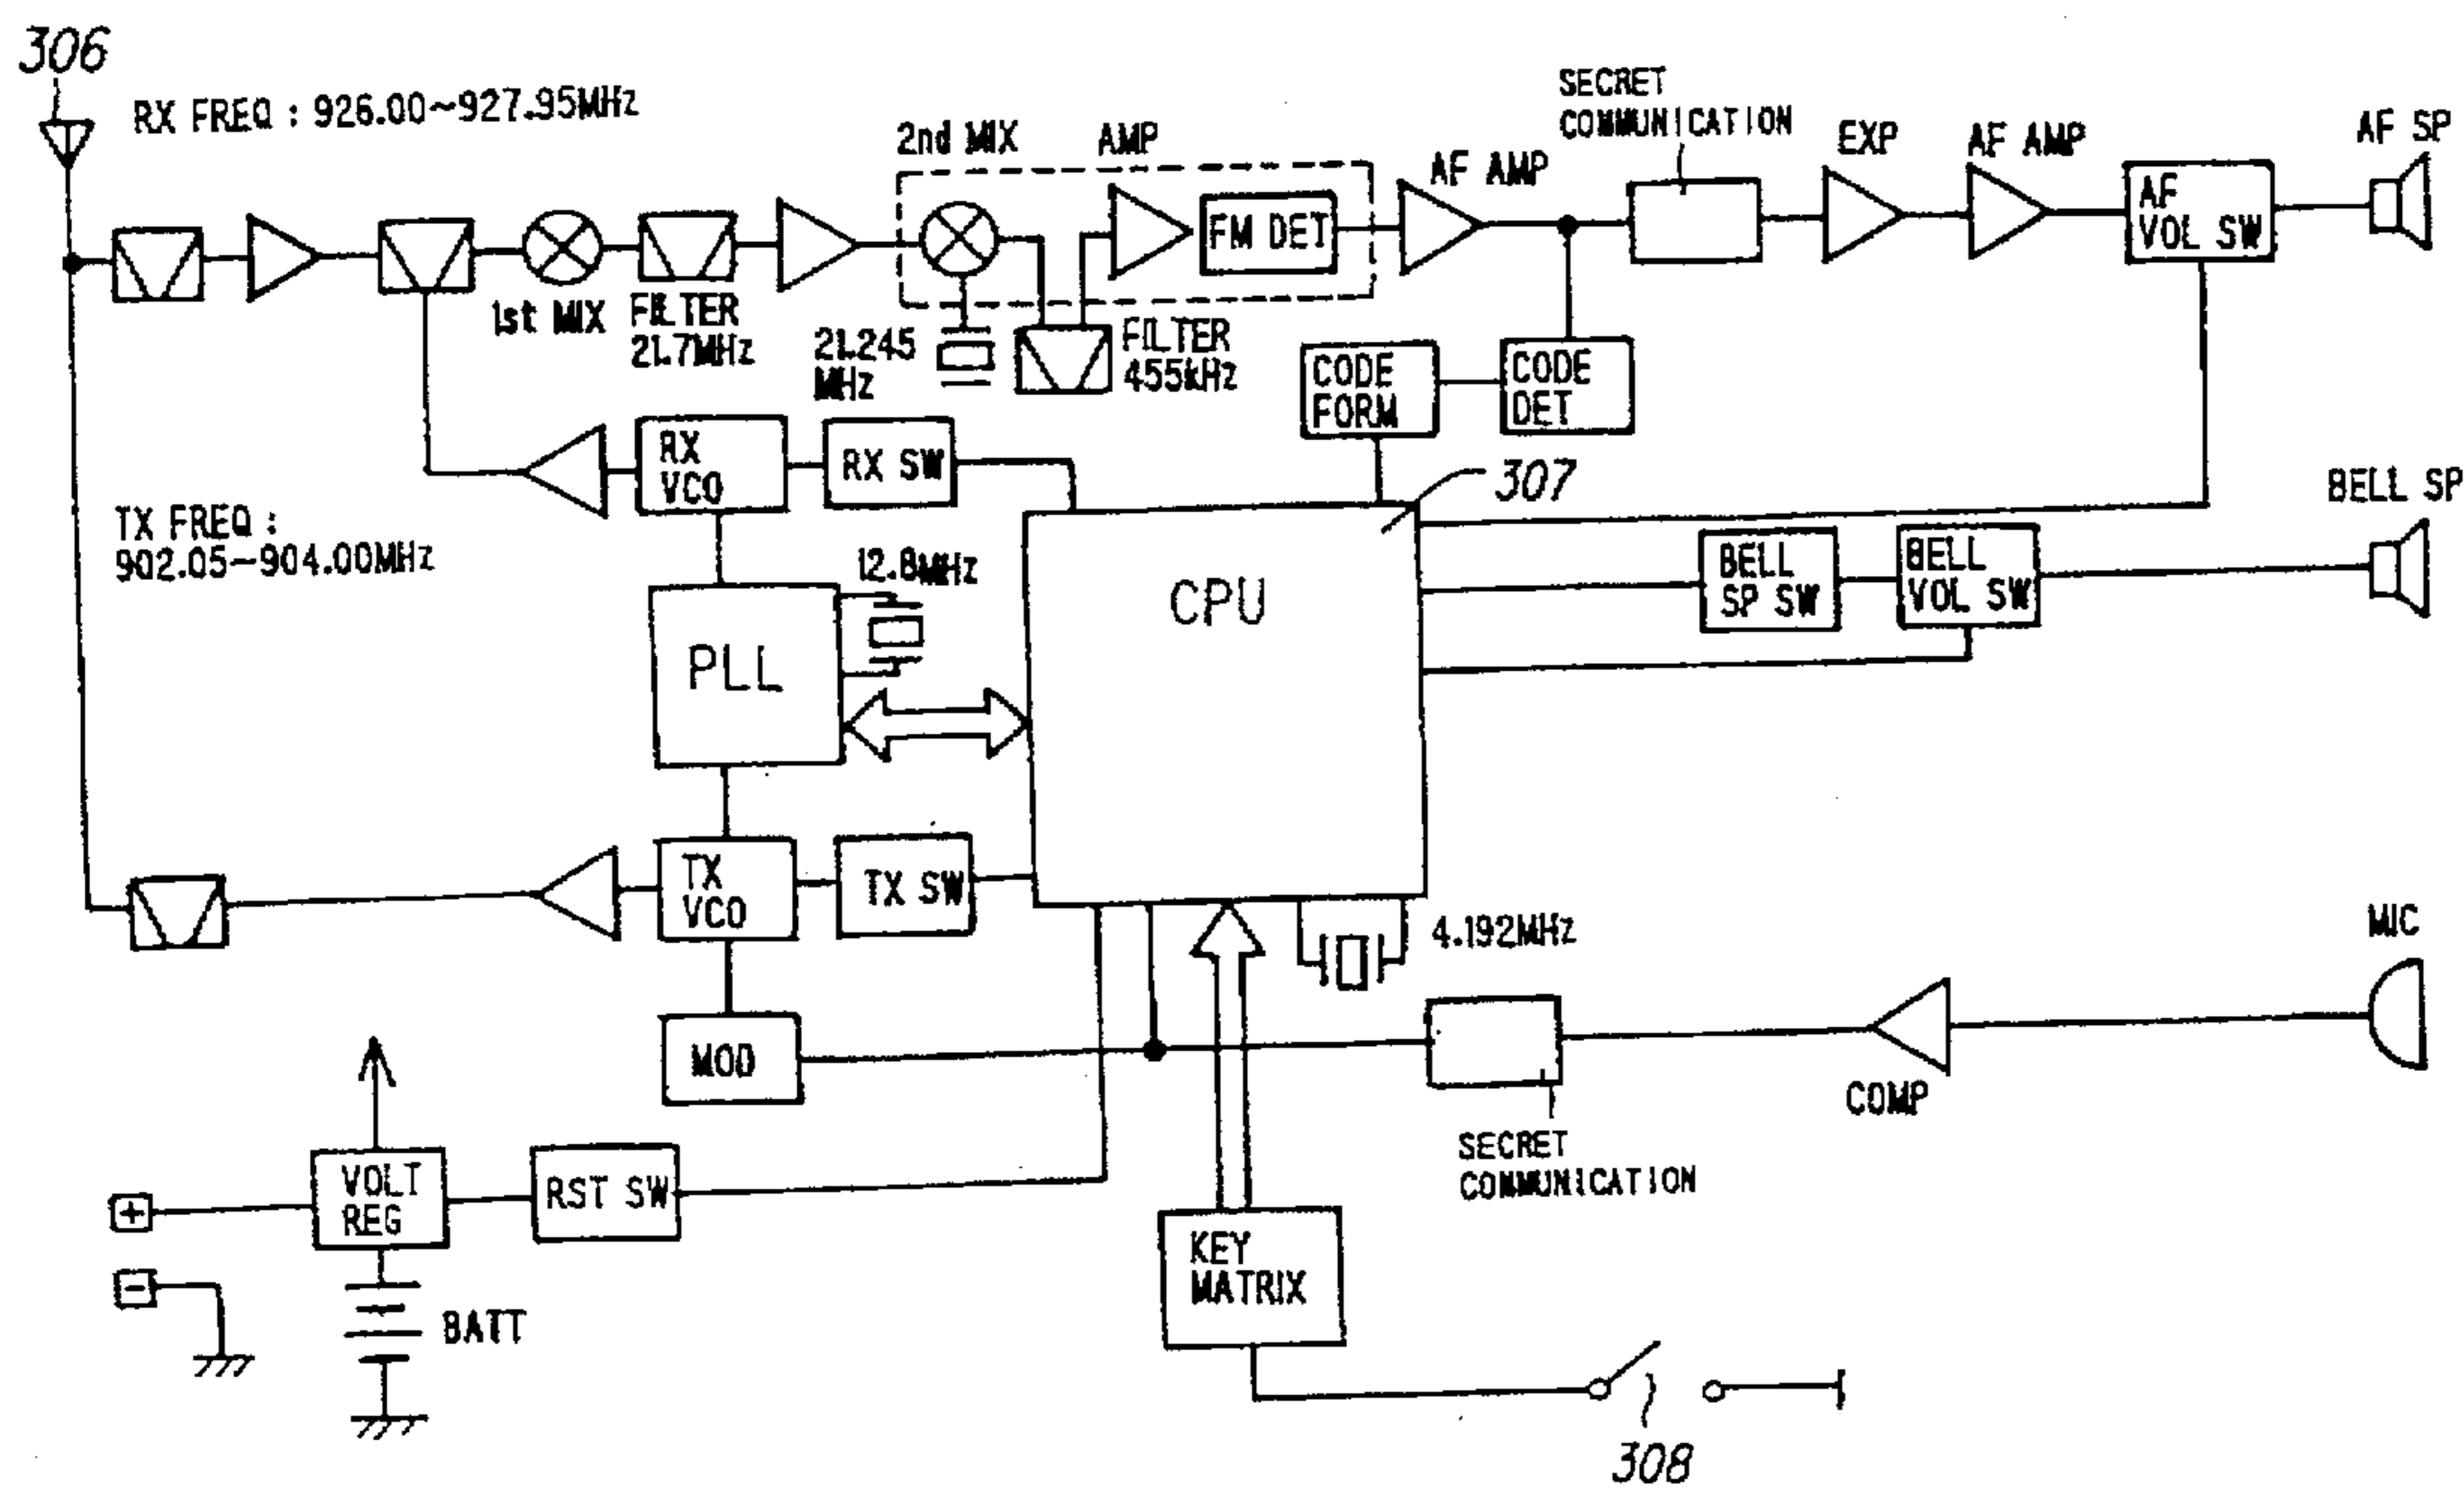 306
RX FREQ : 926.00~927.95MHz
2nd MIX
AMP
AF AMP
SECRET
COMMUNICATION
EXP
AF AMP
AF SP
AF
VOL SW
FM DET
1st MIX
FILTER
21.7MHz
21.245
MHz
FILTER
455kHz
CODE
FORM
CODE
DET
RX
VCO
RX SW
307
BELL SP
TX FREQ :
902.05-904.00MHz
12.8MHz
CPU
BELL
SP SW
BELL
VOL SW
PLL
TX
VCO
TX SW
4.192MHz
MIC
MOD
COMP
SECRET
COMMUNICATION
VOLT
REG
RST SW
+
-
BATT
KEY
MATRIX
308